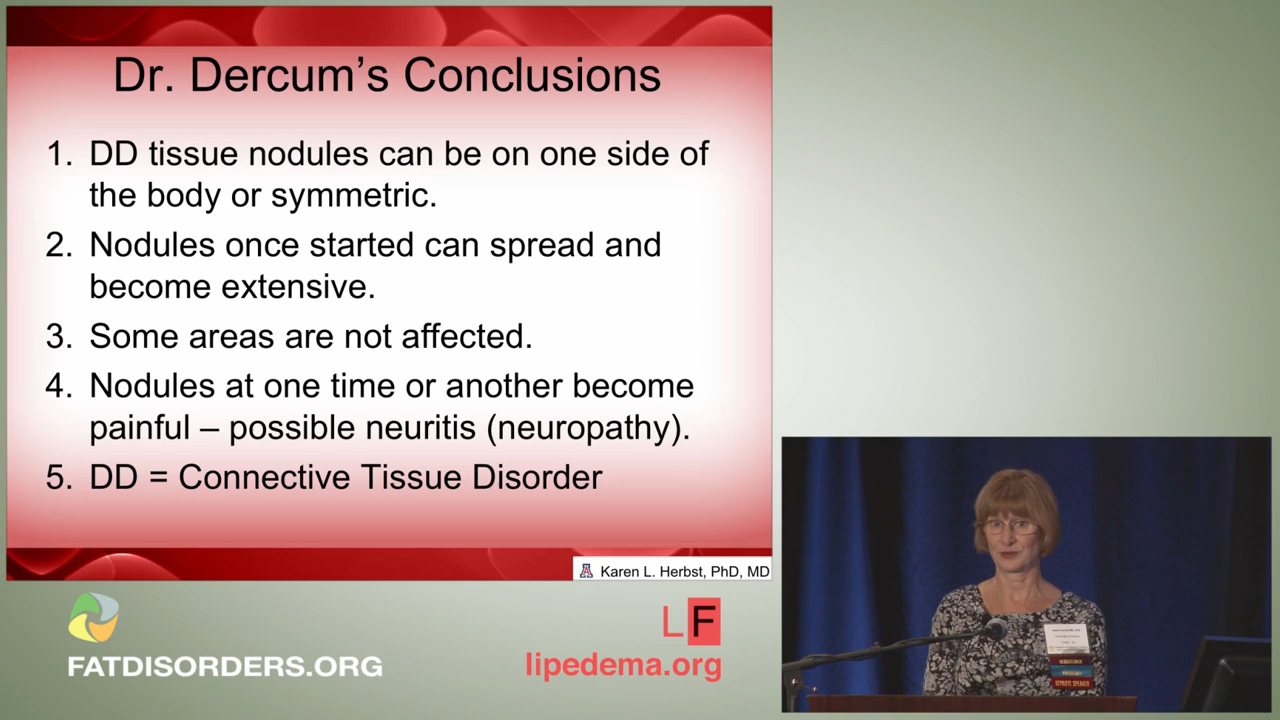 Dr. Dercum’s Conclusions
1. DD tissue nodules can be on one side of
the body or symmetric.
2. Nodules once started can spread and
become extensive.
3. Some areas are not affected.
4. Nodules at one time or another become
painful – possible neuritis (neuropathy).
5. DD = Connective Tissue Disorder
A Karen L. Herbst, PhD, MD
FATDISORDERS.ORG
LF
lipedema.org
KEYNOTE SPEAKER